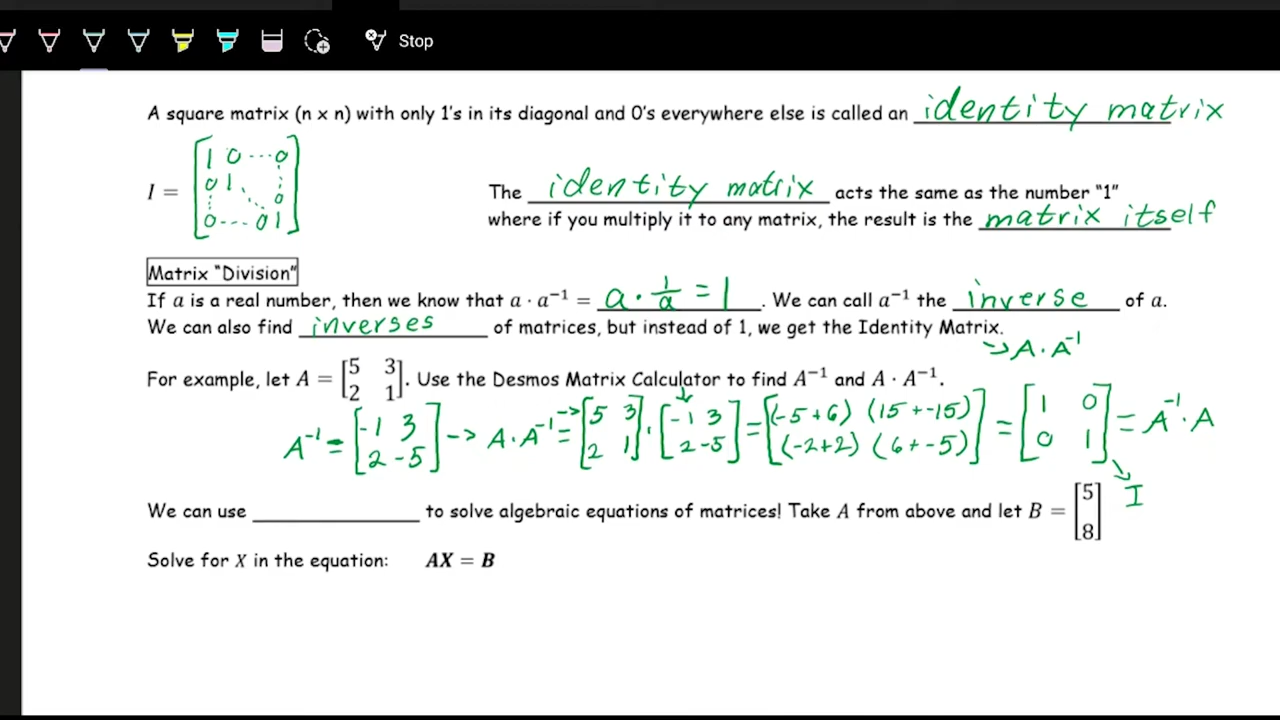 Stop
A square matrix (n x n) with only 1's in its diagonal and 0's everywhere else is called an identity matrix
I = [1 0 ... 0
0 1 ⋱ ⋮
⋮ 0
0 ... 0 1]
The identity matrix acts the same as the number "1"
where if you multiply it to any matrix, the result is the matrix itself
Matrix "Division"
If a is a real number, then we know that a · a⁻¹ = a · 1/a = 1. We can call a⁻¹ the inverse of a.
We can also find inverses of matrices, but instead of 1, we get the Identity Matrix.
→ A · A⁻¹
For example, let A = [5 3; 2 1]. Use the Desmos Matrix Calculator to find A⁻¹ and A · A⁻¹.
A⁻¹ = [-1 3; 2 -5] → A · A⁻¹ = [5 3; 2 1] · [-1 3; 2 -5] = [(-5+6) (15+-15); (-2+2) (6+-5)] = [1 0; 0 1] = A⁻¹ · A
→ I
We can use ____________ to solve algebraic equations of matrices! Take A from above and let B = [5; 8]
Solve for X in the equation: AX = B